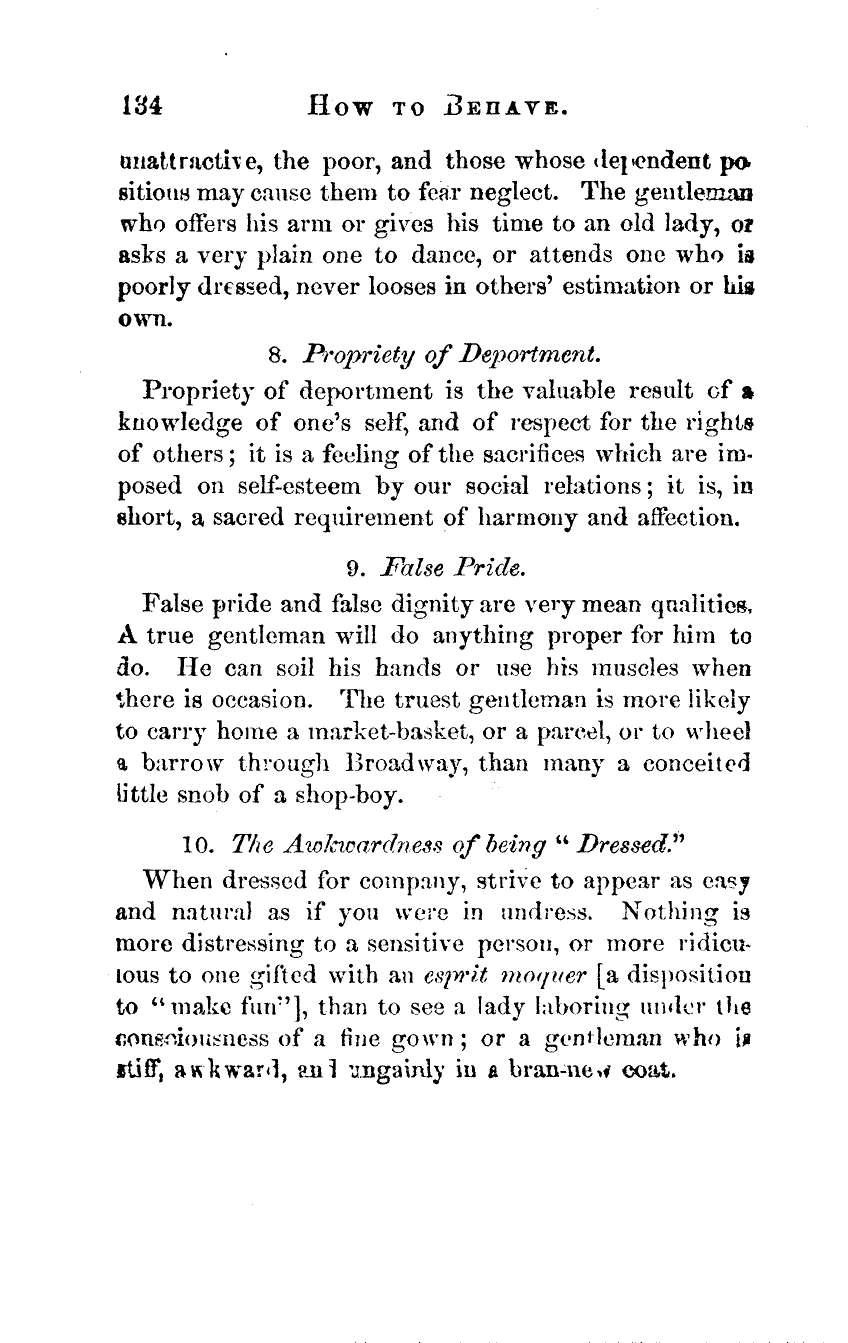 134 HOW TO BEHAVE.
unattractive, the poor, and those whose dependent po-
sitions may cause them to fear neglect. The gentleman
who offers his arm or gives his time to an old lady, or
asks a very plain one to dance, or attends one who is
poorly dressed, never looses in others' estimation or his
own.
8. Propriety of Deportment.
Propriety of deportment is the valuable result of a
knowledge of one's self, and of respect for the rights
of others; it is a feeling of the sacrifices which are im-
posed on self-esteem by our social relations; it is, in
short, a sacred requirement of harmony and affection.
9. False Pride.
False pride and false dignity are very mean qualities.
A true gentleman will do anything proper for him to
do. He can soil his hands or use his muscles when
there is occasion. The truest gentleman is more likely
to carry home a market-basket, or a parcel, or to wheel
a barrow through Broadway, than many a conceited
little snob of a shop-boy.
10. The Awkwardness of being "Dressed."
When dressed for company, strive to appear as easy
and natural as if you were in undress. Nothing is
more distressing to a sensitive person, or more ridicu-
lous to one gifted with an esprit moquer [a disposition
to "make fun"], than to see a lady laboring under the
consciousness of a fine gown; or a gentleman who is
stiff, awkward, and ungainly in a bran-new coat.